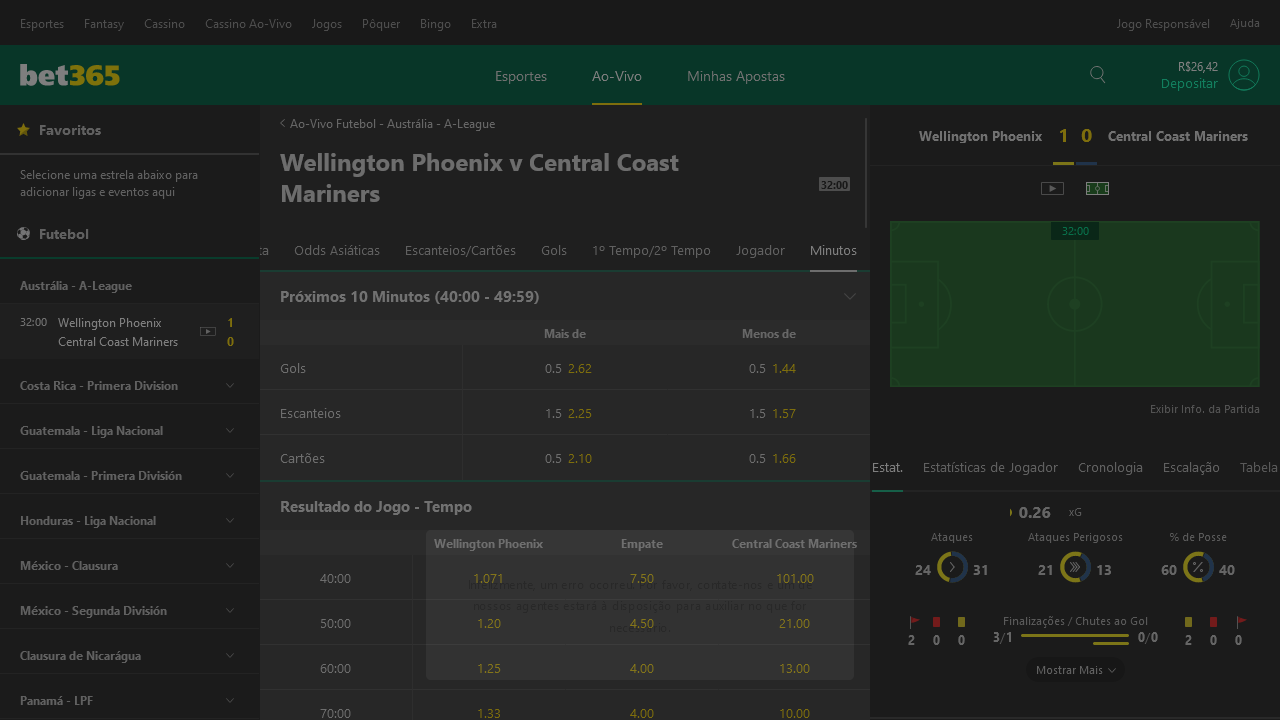 Esportes Fantasy Cassino Cassino Ao-Vivo Jogos Pôquer Bingo Extra Jogo Responsável Ajuda
bet365 Esportes Ao-Vivo Minhas Apostas R$26,42
Depositar
Favoritos
Selecione uma estrela abaixo para
adicionar ligas e eventos aqui
Futebol
Austrália - A-League
32:00 Wellington Phoenix 1
Central Coast Mariners 0
Costa Rica - Primera Division
Guatemala - Liga Nacional
Guatemala - Primera División
Honduras - Liga Nacional
México - Clausura
México - Segunda División
Clausura de Nicarágua
Panamá - LPF
Ao-Vivo Futebol - Austrália - A-League
Wellington Phoenix v Central Coast
Mariners 32:00
ta Odds Asiáticas Escanteios/Cartões Gols 1º Tempo/2º Tempo Jogador Minutos
Próximos 10 Minutos (40:00 - 49:59)
Mais de Menos de
Gols 0.5 2.62 0.5 1.44
Escanteios 1.5 2.25 1.5 1.57
Cartões 0.5 2.10 0.5 1.66
Resultado do Jogo - Tempo
Wellington Phoenix Empate Central Coast Mariners
40:00 1.071 7.50 101.00
50:00 1.20 4.50 21.00
60:00 1.25 4.00 13.00
70:00 1.33 4.00 10.00
um erro ocorreu. Por favor, contate-nos e um de
nossos agentes estará à disposição para auxiliar no que for
necessário.
Wellington Phoenix 1 0 Central Coast Mariners
32:00
Exibir Info. da Partida
Estat. Estatísticas de Jogador Cronologia Escalação Tabela
0.26 xG
Ataques Ataques Perigosos % de Posse
24 31 21 13 60 40
Finalizações / Chutes ao Gol
3/1 0/0
2 0 0 2 0 0
Mostrar Mais